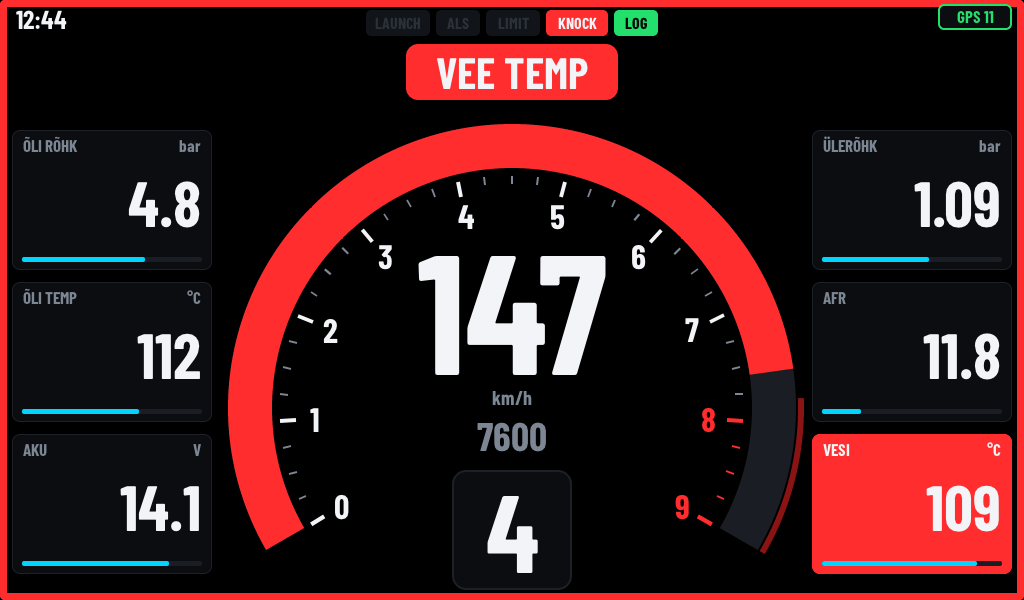 12:44
LAUNCH ALS LIMIT KNOCK LOG
GPS 11
VEE TEMP
ÕLI RÕHK bar
4.8
ÕLI TEMP °C
112
AKU V
14.1
0
1
2
3
4
5
6
7
8
9
147
km/h
7600
4
ÜLERÕHK bar
1.09
AFR
11.8
VESI °C
109